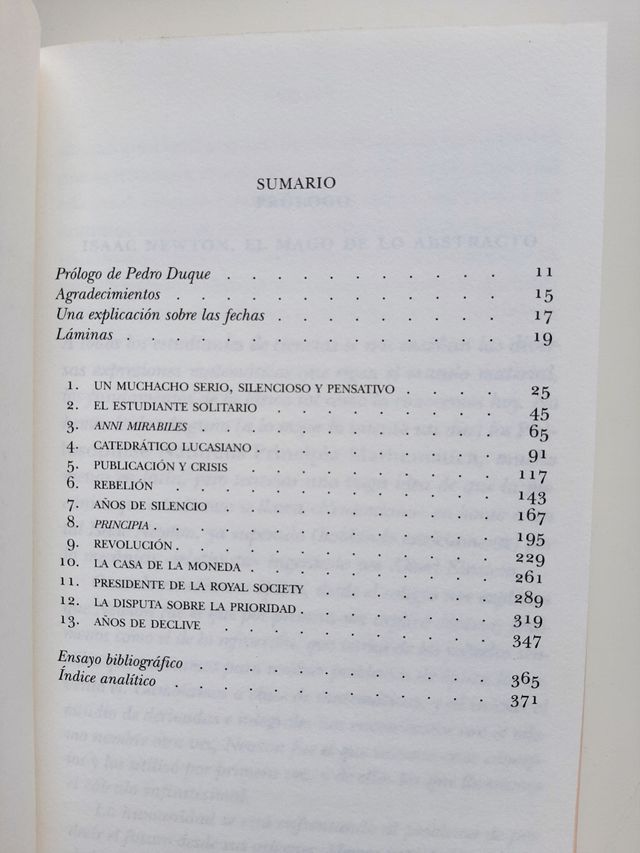 SUMARIO
Prólogo de Pedro Duque . . . . . . . . . . . 11
Agradecimientos . . . . . . . . . . . . 15
Una explicación sobre las fechas . . . . . . . . . 17
Láminas . . . . . . . . . . . . . 19
1. UN MUCHACHO SERIO, SILENCIOSO Y PENSATIVO . . . . . 25
2. EL ESTUDIANTE SOLITARIO . . . . . . . . . 45
3. ANNI MIRABILES . . . . . . . . . . . 65
4. CATEDRÁTICO LUCASIANO . . . . . . . . . 91
5. PUBLICACIÓN Y CRISIS . . . . . . . . . . 117
6. REBELIÓN . . . . . . . . . . . . 143
7. AÑOS DE SILENCIO . . . . . . . . . . 167
8. PRINCIPIA . . . . . . . . . . . . 195
9. REVOLUCIÓN . . . . . . . . . . . 229
10. LA CASA DE LA MONEDA . . . . . . . . . 261
11. PRESIDENTE DE LA ROYAL SOCIETY . . . . . . . 289
12. LA DISPUTA SOBRE LA PRIORIDAD . . . . . . . 319
13. AÑOS DE DECLIVE . . . . . . . . . . 347
Ensayo bibliográfico . . . . . . . . . . . 365
Índice analítico . . . . . . . . . . . . 371